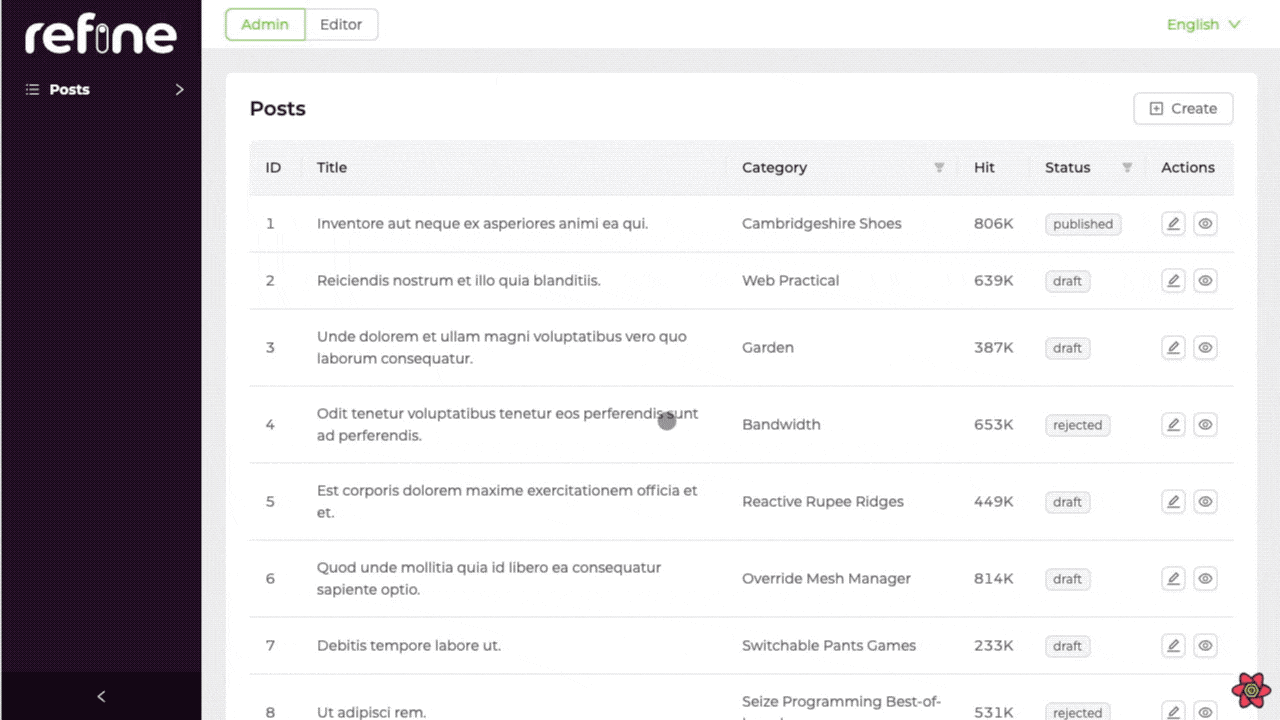 refine
Admin
Editor
English
Posts
Posts
Create
ID Title Category Hit Status Actions
1 Inventore aut neque ex asperiores animi ea qui. Cambridgeshire Shoes 806K published
2 Reiciendis nostrum et illo quia blanditiis. Web Practical 639K draft
Unde dolorem et ullam magni voluptatibus vero quo
3 Garden 387K draft
laborum consequatur.
Odit tenetur voluptatibus tenetur eos perferendis sunt
4 Bandwidth 653K rejected
ad perferendis.
Est corporis dolorem maxime exercitationem officia et
5 Reactive Rupee Ridges 449K draft
et.
Quod unde mollitia quia id libero ea consequatur
6 Override Mesh Manager 814K draft
sapiente optio.
7 Debitis tempore labore ut. Switchable Pants Games 233K draft
Seize Programming Best-of-
8 Ut adipisci rem. 531K rejected